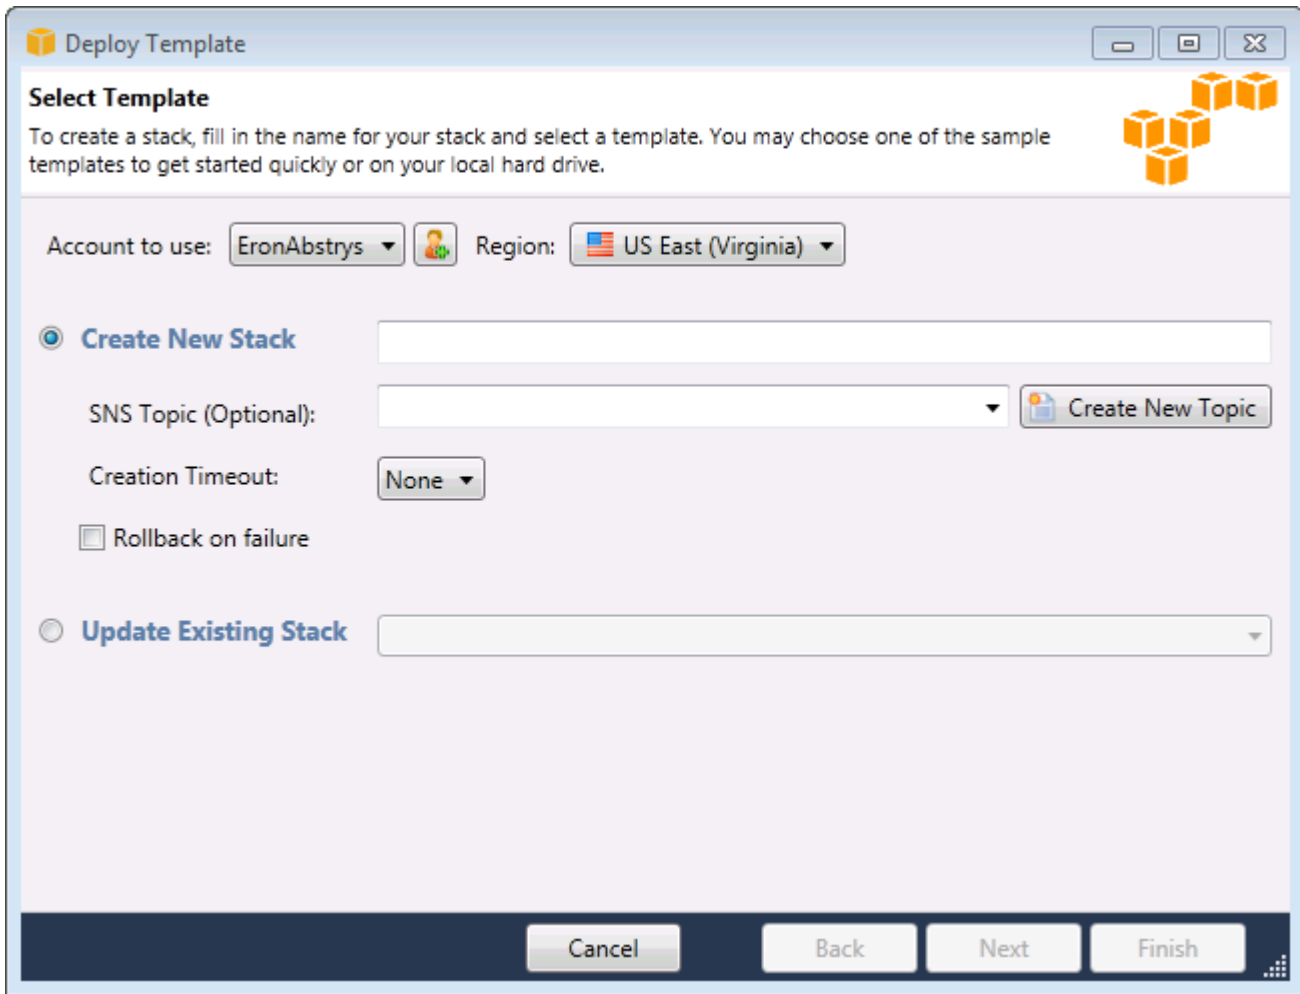 Deploy Template
Select Template
To create a stack, fill in the name for your stack and select a template. You may choose one of the sample
templates to get started quickly or on your local hard drive.
Account to use: EronAbstrys Region: US East (Virginia)
Create New Stack
SNS Topic (Optional): Create New Topic
Creation Timeout: None
Rollback on failure
Update Existing Stack
Cancel Back Next Finish